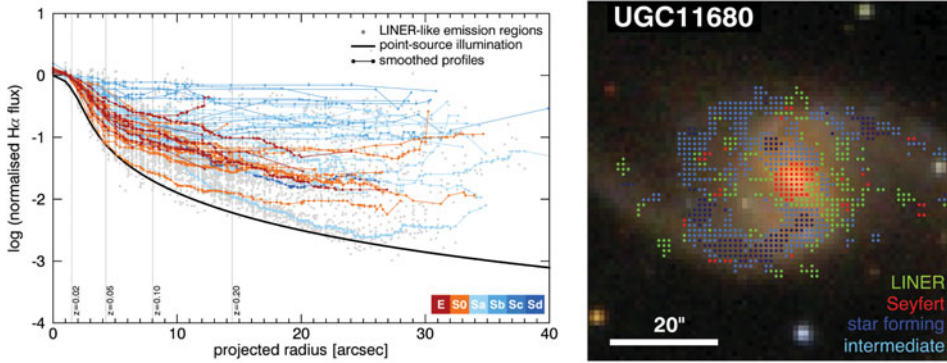 LINER-like emission regions
point-source illumination
smoothed profiles
0
-1
-2
-3
-4
log (normalised Hα flux)
z=0.02
z=0.05
z=0.10
z=0.20
E S0 Sa Sb Sc Sd
0 10 20 30 40
projected radius [arcsec]
UGC11680
LINER
Seyfert
star forming
intermediate
20"